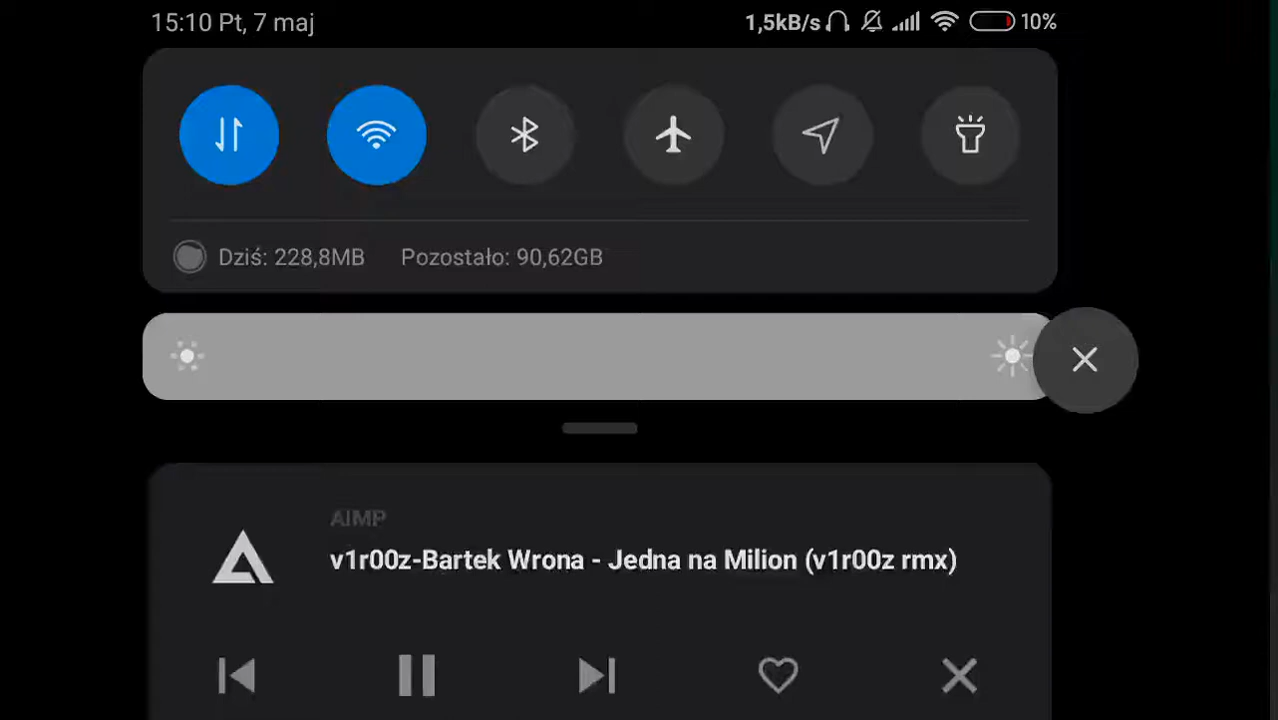 15:10 Pt, 7 maj 1,5kB/s 10%
Dziś: 228,8MB Pozostało: 90,62GB
AIMP
v1r00z-Bartek Wrona - Jedna na Milion (v1r00z rmx)